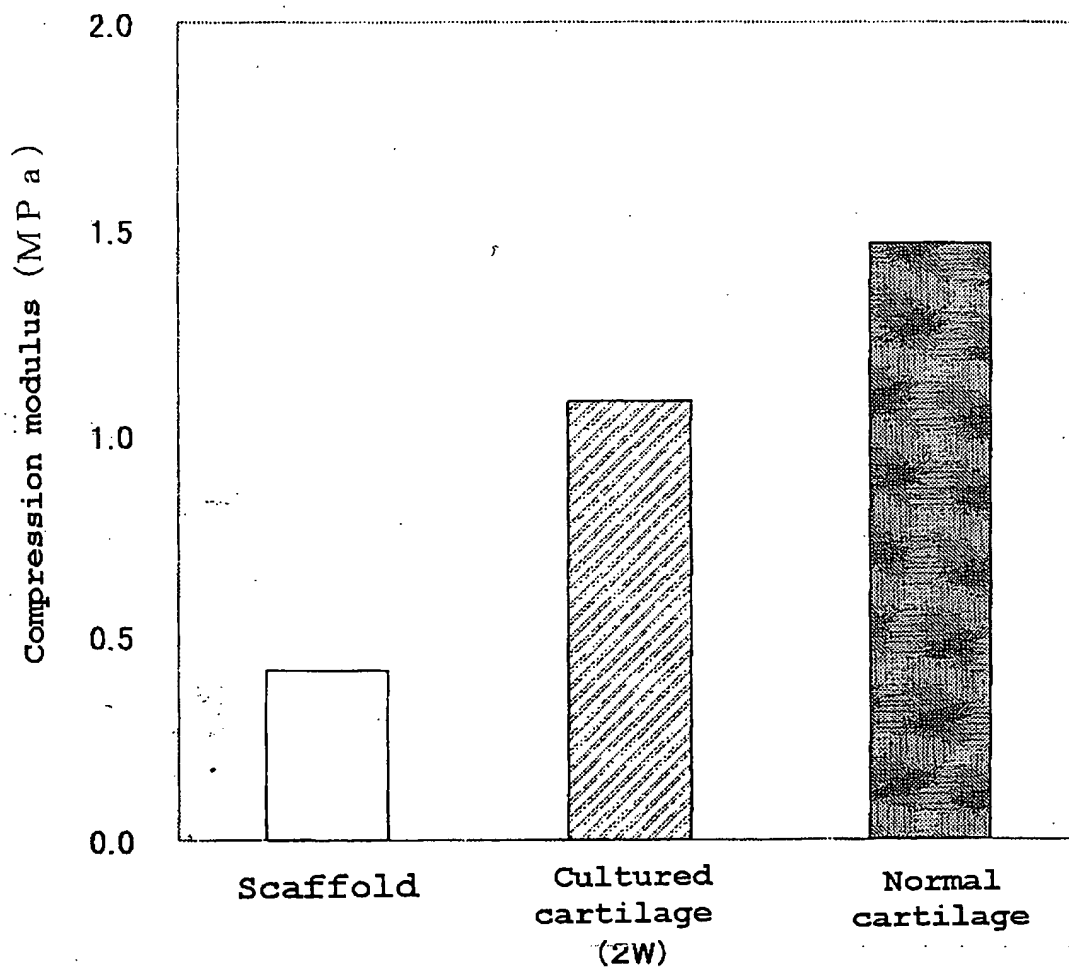 2.0
1.5
1.0
0.5
0.0
Compression modulus (MPa)
Scaffold
Cultured
cartilage
(2W)
Normal
cartilage